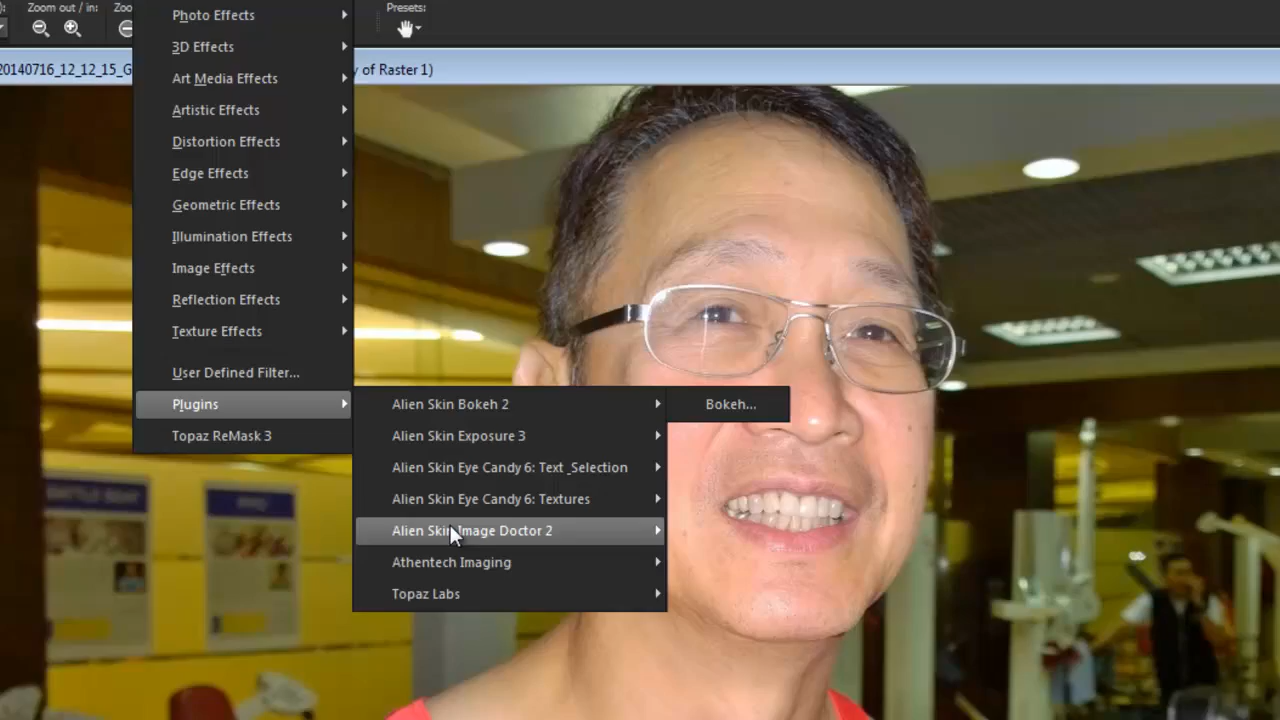 Zoom out / in:
Zoo
Presets:
Photo Effects
3D Effects
Art Media Effects
Artistic Effects
Distortion Effects
Edge Effects
Geometric Effects
Illumination Effects
Image Effects
Reflection Effects
Texture Effects
User Defined Filter...
Plugins
Topaz ReMask 3
20140716_12_12_15_G
y of Raster 1)
Alien Skin Bokeh 2
Alien Skin Exposure 3
Alien Skin Eye Candy 6: Text _Selection
Alien Skin Eye Candy 6: Textures
Alien Skin Image Doctor 2
Athentech Imaging
Topaz Labs
Bokeh...